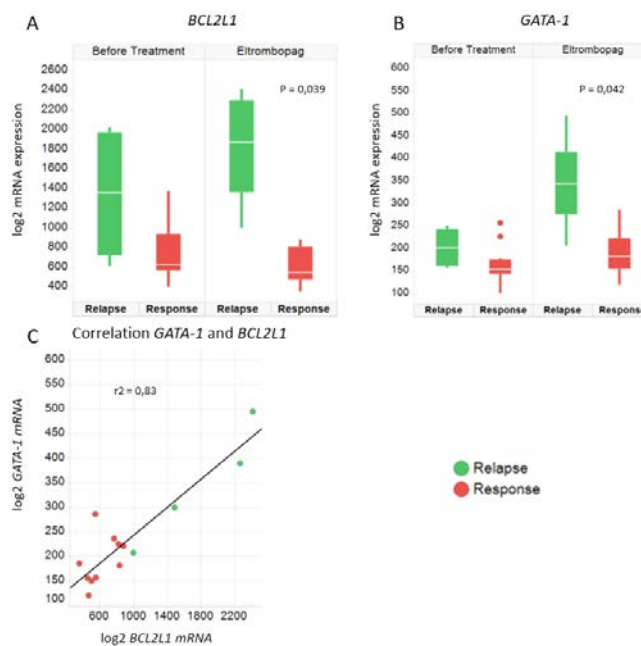 A
BCL2L1
Before Treatment
Eltrombopag
P = 0,039
log2 mRNA expression
2600
2400
2200
2000
1800
1600
1400
1200
1000
800
600
400
Relapse
Response
Relapse
Response
B
GATA-1
Before Treatment
Eltrombopag
P = 0,042
log2 mRNA expression
600
550
500
450
400
350
300
250
200
150
100
Relapse
Response
Relapse
Response
C
Correlation GATA-1 and BCL2L1
r2 = 0,83
log2 GATA-1 mRNA
600
550
500
450
400
350
300
250
200
150
100
600
1000
1400
1800
2200
log2 BCL2L1 mRNA
Relapse
Response